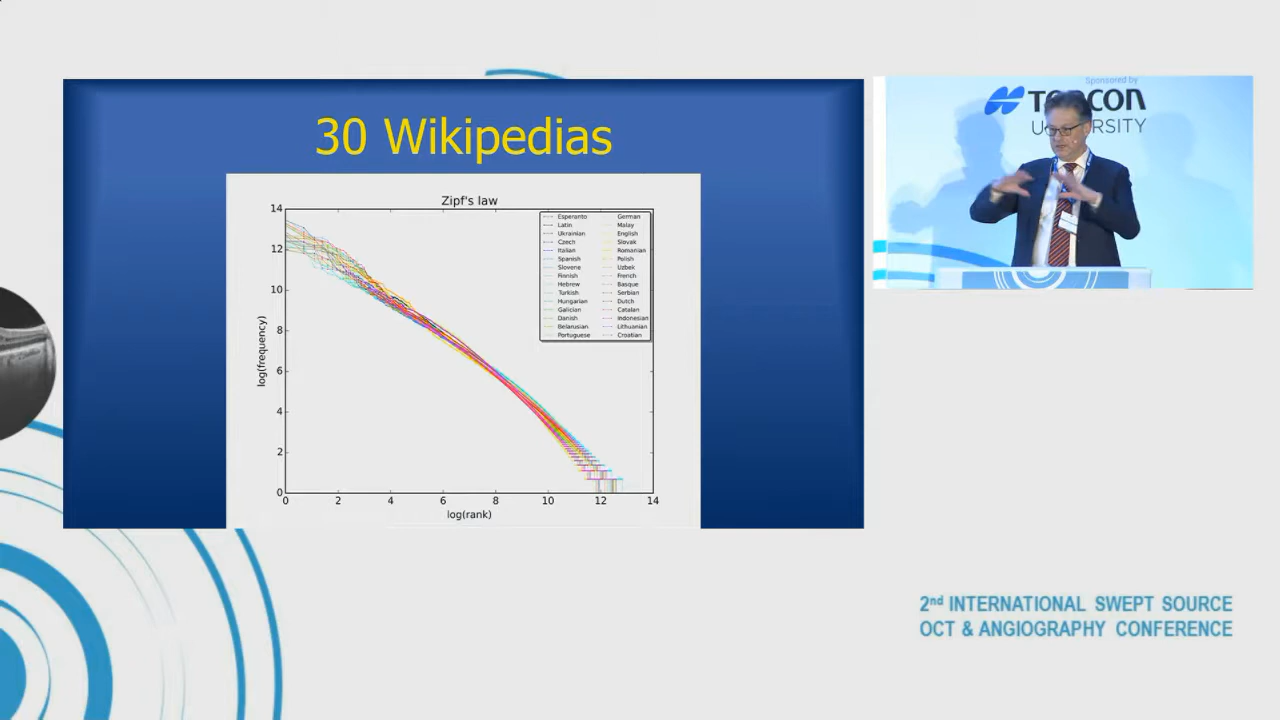 30 Wikipedias
Zipf's law
14
12
10
8
6
4
2
0
log(frequency)
0 2 4 6 8 10 12 14
log(rank)
Esperanto
Latin
Ukrainian
Czech
Italian
Spanish
Slovene
Finnish
Hebrew
Turkish
Hungarian
Galician
Danish
Belarusian
Portuguese
German
Malay
English
Slovak
Romanian
Polish
Uzbek
French
Basque
Serbian
Dutch
Catalan
Indonesian
Lithuanian
Croatian
Sponsored by
TOPCON
UNIVERSITY
2nd INTERNATIONAL SWEPT SOURCE
OCT & ANGIOGRAPHY CONFERENCE